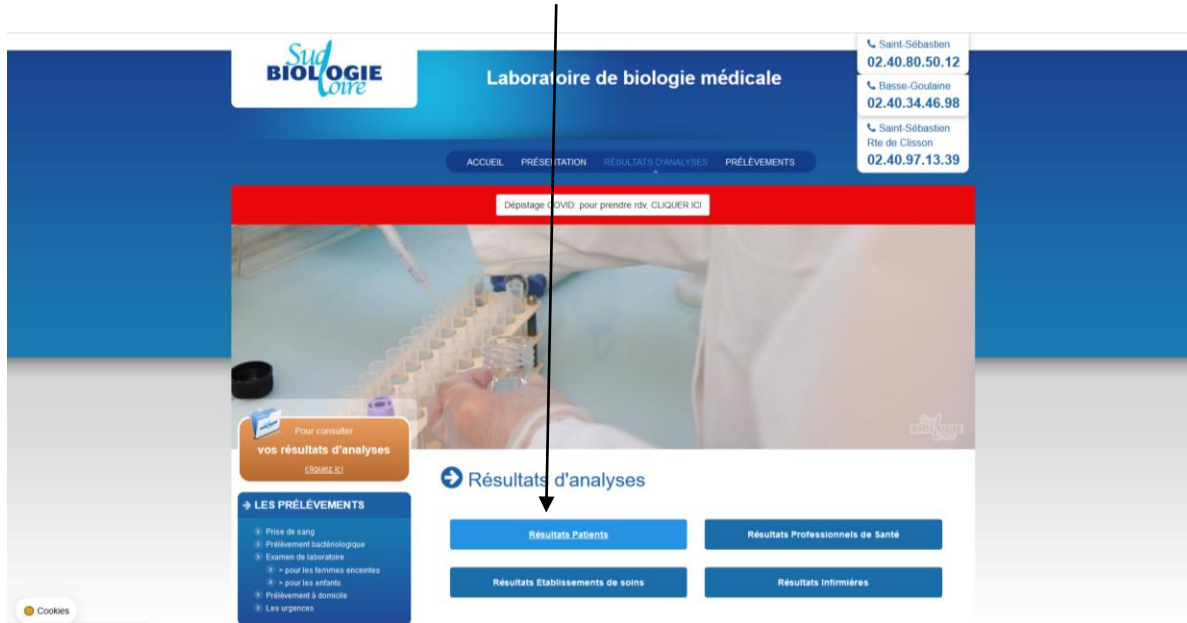 Sud
BIOLOGIE
Loire
Laboratoire de biologie médicale
Saint-Sébastien
02.40.80.50.12
Basse-Goulaine
02.40.34.46.98
Saint-Sébastien
Rte de Clisson
02.40.97.13.39
ACCUEIL PRÉSENTATION RÉSULTATS D'ANALYSES PRÉLÈVEMENTS
Dépistage COVID: pour prendre rdv, CLIQUER ICI
Sud
BIOLOGIE
Loire
Pour consulter
vos résultats d'analyses
cliquez ici
LES PRÉLÈVEMENTS
Prise de sang
Prélèvement bactériologique
Examen de laboratoire
> pour les femmes enceintes
> pour les enfants
Prélèvement à domicile
Les urgences
Résultats d'analyses
Résultats Patients
Résultats Professionnels de Santé
Résultats Etablissements de soins
Résultats Infirmières
Cookies